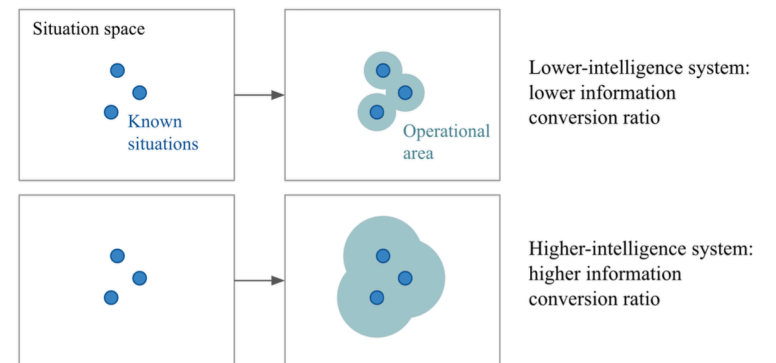 Situation space
Known
situations
Operational
area
Lower-intelligence system:
lower information
conversion ratio
Higher-intelligence system:
higher information
conversion ratio